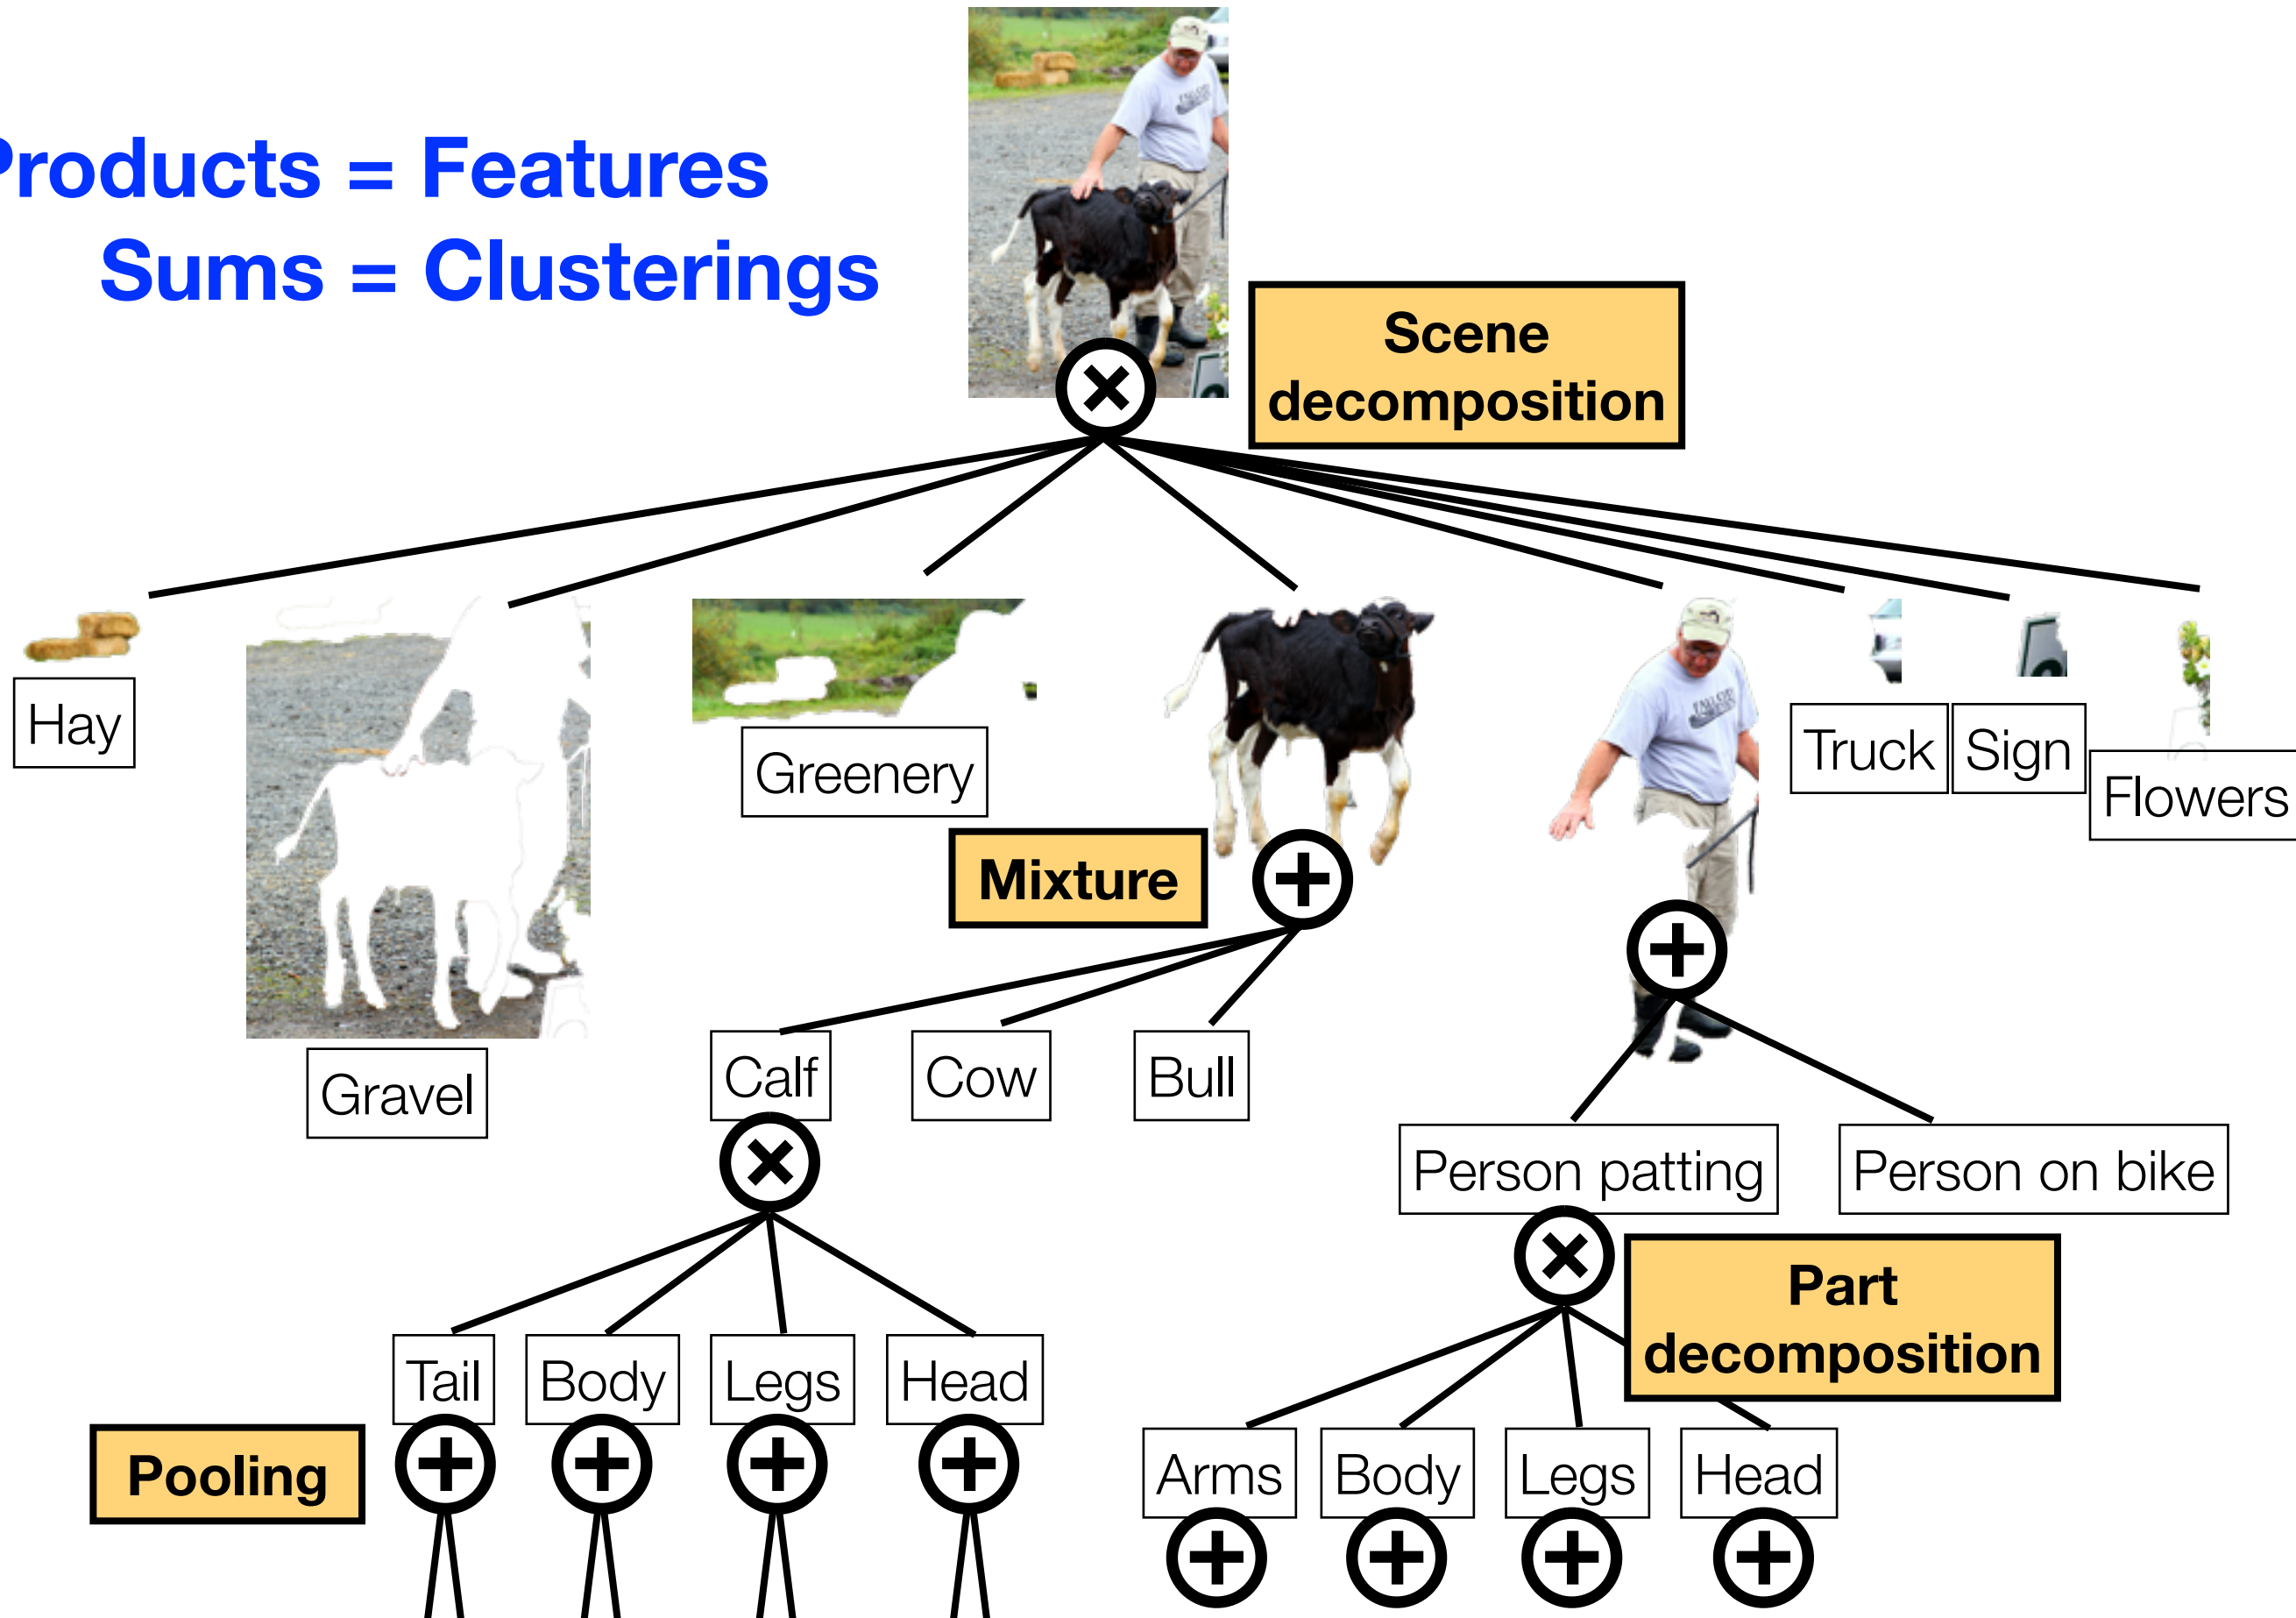 Products = Features
Sums = Clusterings
Scene
decomposition
Hay
Gravel
Greenery
Truck
Sign
Flowers
Mixture
Calf
Cow
Bull
Person patting
Person on bike
Part
decomposition
Tail
Body
Legs
Head
Pooling
Arms
Body
Legs
Head